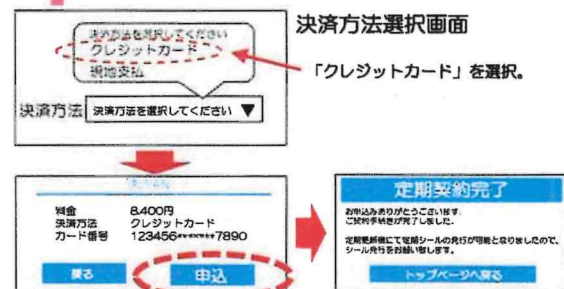 決済方法選択画面
決済方法を選択してください
クレジットカード
現地支払
「クレジットカード」を選択。
決済方法 決済方法を選択してください ▼
料金 8,400円
決済方法 クレジットカード
カード番号 123456******7890
戻る
申込
定期契約完了
お申込みありがとうございます。
ご契約手続きが完了しました。
定期更新機にて定期シールの発行が可能となりましたので、
シール発行をお願い致します。
トップページへ戻る